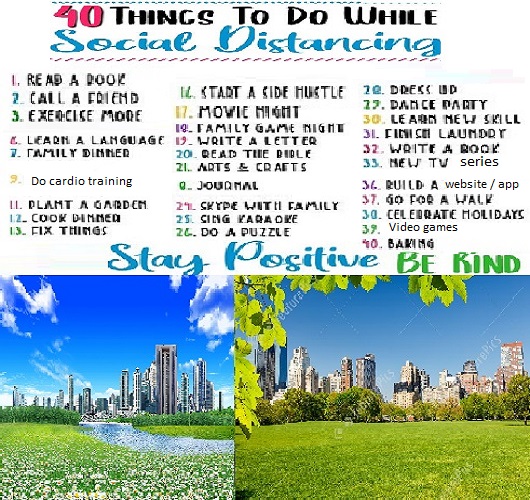 40 THINGS TO DO WHILE
Social Distancing
1. READ A BOOK
2. CALL A FRIEND
3. EXERCISE MORE
6. LEARN A LANGUAGE
7. FAMILY DINNER
9. Do cardio training
11. PLANT A GARDEN
12. COOK DINNER
13. FIX THINGS
16. START A SIDE HUSTLE
17. MOVIE NIGHT
18. FAMILY GAME NIGHT
19. WRITE A LETTER
20. READ THE BIBLE
21. ARTS & CRAFTS
8. JOURNAL
24. SKYPE WITH FAMILY
25. SING KARAOKE
26. DO A PUZZLE
28. DRESS UP
29. DANCE PARTY
30. LEARN NEW SKILL
31. FINISH LAUNDRY
32. WRITE A BOOK
33. NEW TV series
36. BUILD A website / app
37. GO FOR A WALK
38. CELEBRATE HOLIDAYS
39. Video games
40. BAKING
Stay Positive BE KIND